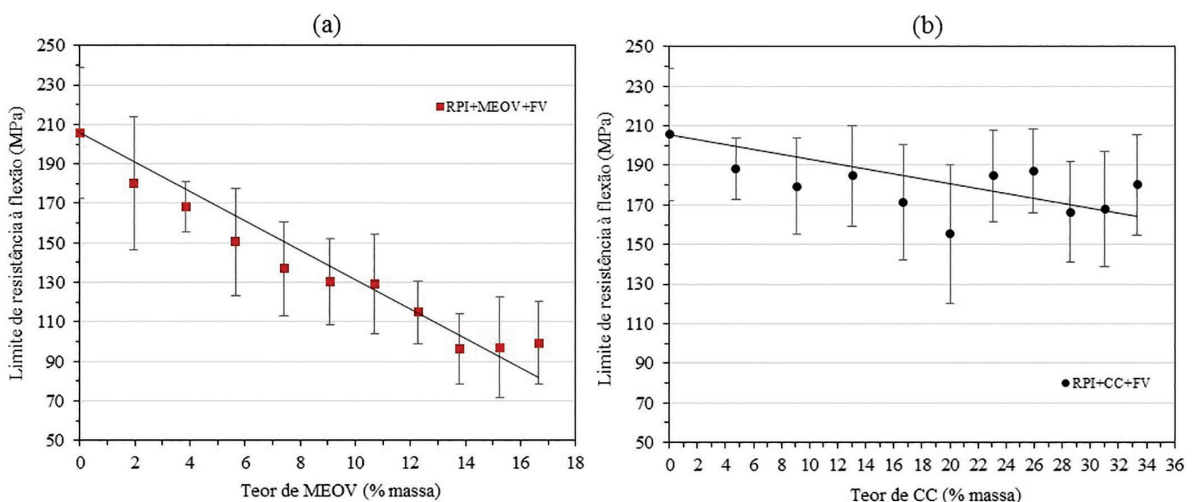 (a)
250
230
210
190
170
150
130
110
90
70
50
Limite de resistência à flexão (MPa)
RPI+MEOV+FV
0 2 4 6 8 10 12 14 16 18
Teor de MEOV (% massa)
(b)
250
230
210
190
170
150
130
110
90
70
50
Limite de resistência à flexão (MPa)
RPI+CC+FV
0 2 4 6 8 10 12 14 16 18 20 22 24 26 28 30 32 34 36
Teor de CC (% massa)